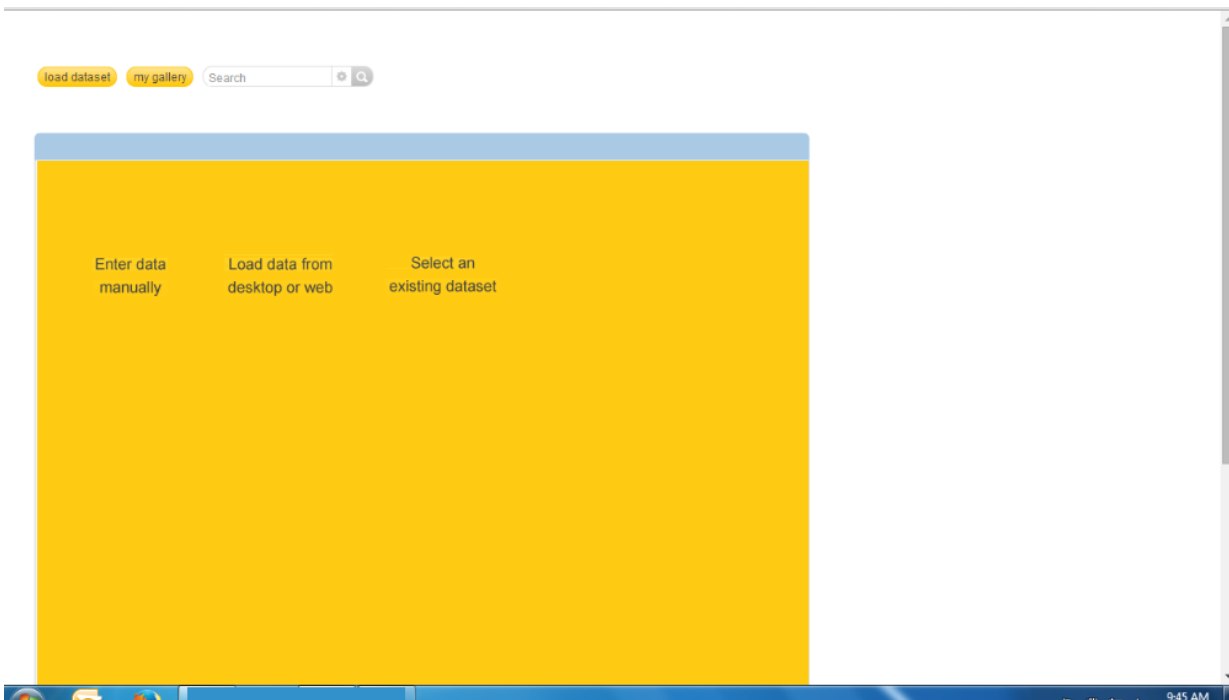 load dataset my gallery Search
Enter data
manually
Load data from
desktop or web
Select an
existing dataset
9:45 AM